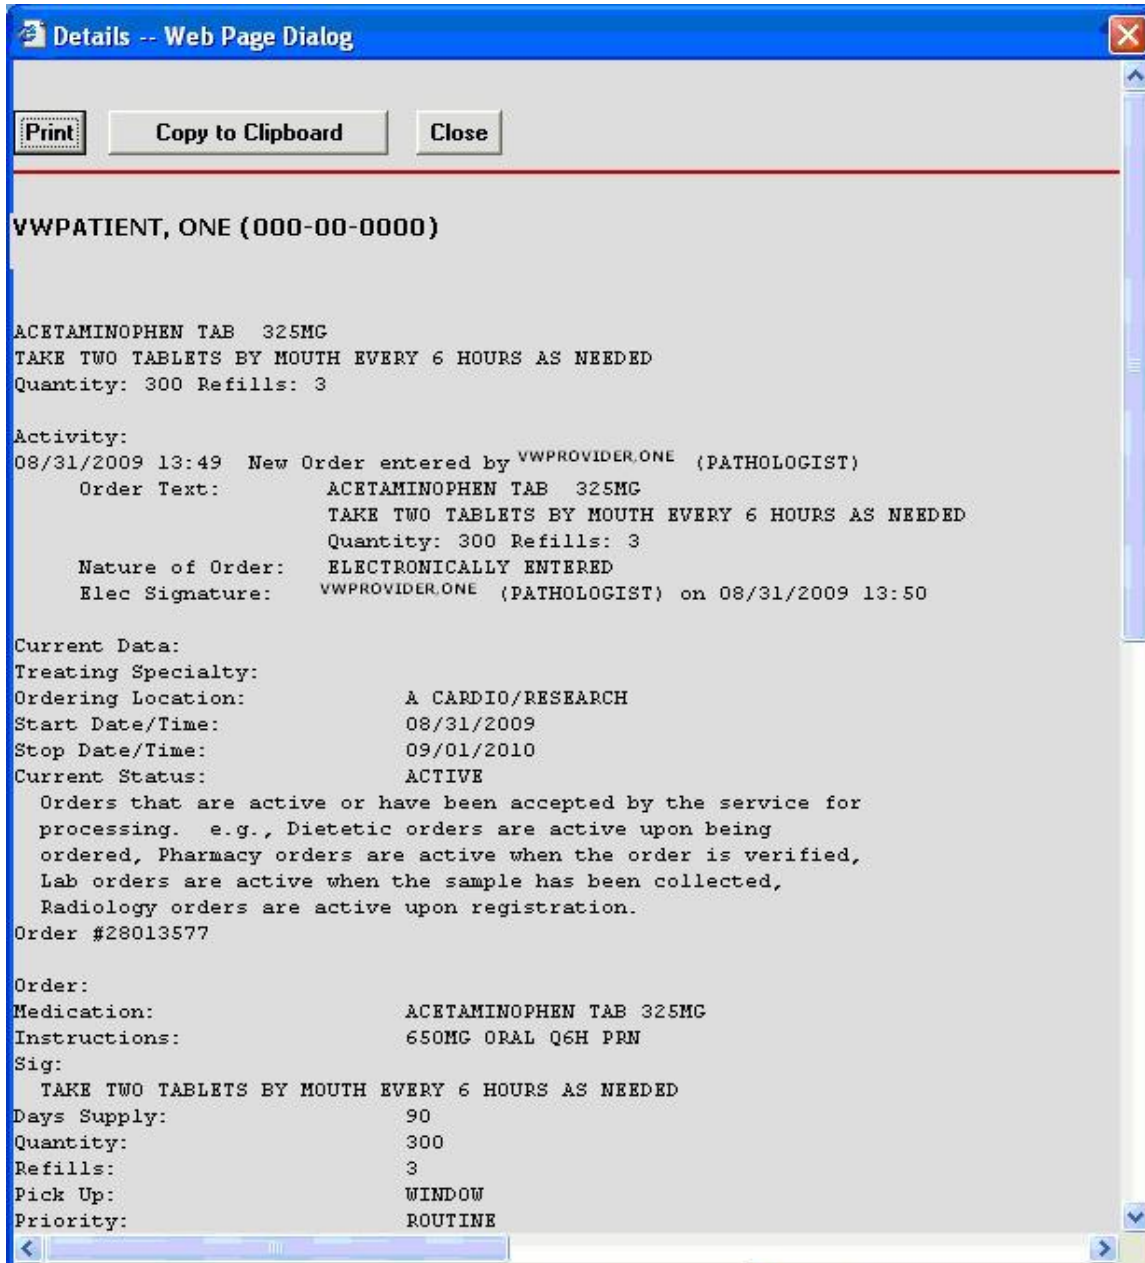 Details -- Web Page Dialog
Print Copy to Clipboard Close
VWPATIENT, ONE (000-00-0000)
ACETAMINOPHEN TAB  325MG
TAKE TWO TABLETS BY MOUTH EVERY 6 HOURS AS NEEDED
Quantity: 300 Refills: 3
Activity:
08/31/2009 13:49  New Order entered by VWPROVIDER,ONE (PATHOLOGIST)
Order Text: ACETAMINOPHEN TAB  325MG
TAKE TWO TABLETS BY MOUTH EVERY 6 HOURS AS NEEDED
Quantity: 300 Refills: 3
Nature of Order: ELECTRONICALLY ENTERED
Elec Signature: VWPROVIDER,ONE (PATHOLOGIST) on 08/31/2009 13:50
Current Data:
Treating Specialty:
Ordering Location: A CARDIO/RESEARCH
Start Date/Time: 08/31/2009
Stop Date/Time: 09/01/2010
Current Status: ACTIVE
Orders that are active or have been accepted by the service for
processing.  e.g., Dietetic orders are active upon being
ordered, Pharmacy orders are active when the order is verified,
Lab orders are active when the sample has been collected,
Radiology orders are active upon registration.
Order #28013577
Order:
Medication: ACETAMINOPHEN TAB 325MG
Instructions: 650MG ORAL Q6H PRN
Sig:
TAKE TWO TABLETS BY MOUTH EVERY 6 HOURS AS NEEDED
Days Supply: 90
Quantity: 300
Refills: 3
Pick Up: WINDOW
Priority: ROUTINE